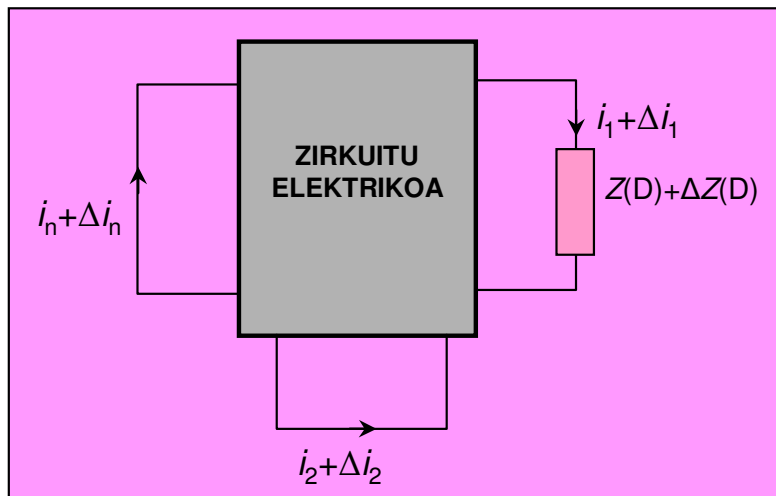 ZIRKUITU
ELEKTRIKOA
i₁+Δi₁
Z(D)+ΔZ(D)
iₙ+Δiₙ
i₂+Δi₂